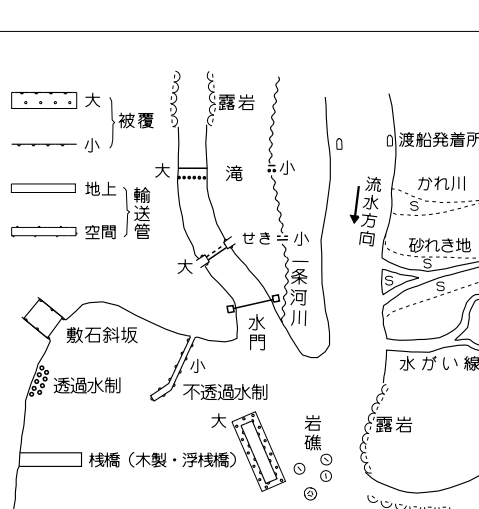 大
被覆
小
地上
輸送管
空間
露岩
大
滝
小
大
せき
小
一条河川
水門
渡船発着所
流水方向
かれ川
S
砂れき地
S
S
S
敷石斜坂
小
透過水制
不透過水制
水がい線
大
岩礁
露岩
桟橋（木製・浮桟橋）